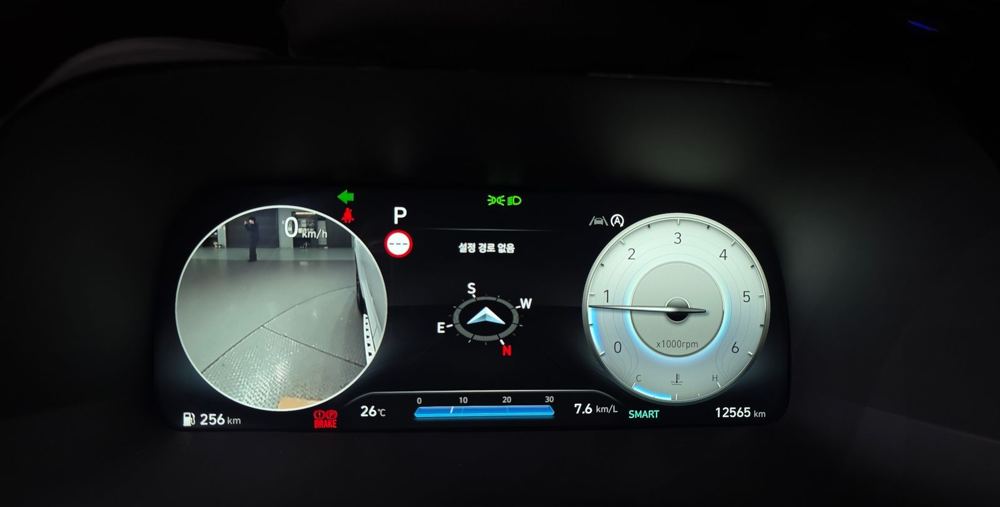 0 km/h
P
---
설정 경로 없음
S
W
E
N
256 km
BRAKE
26℃
0 10 20 30
7.6 km/L
A
0
1
2
3
4
5
6
x1000rpm
C H
SMART
12565 km